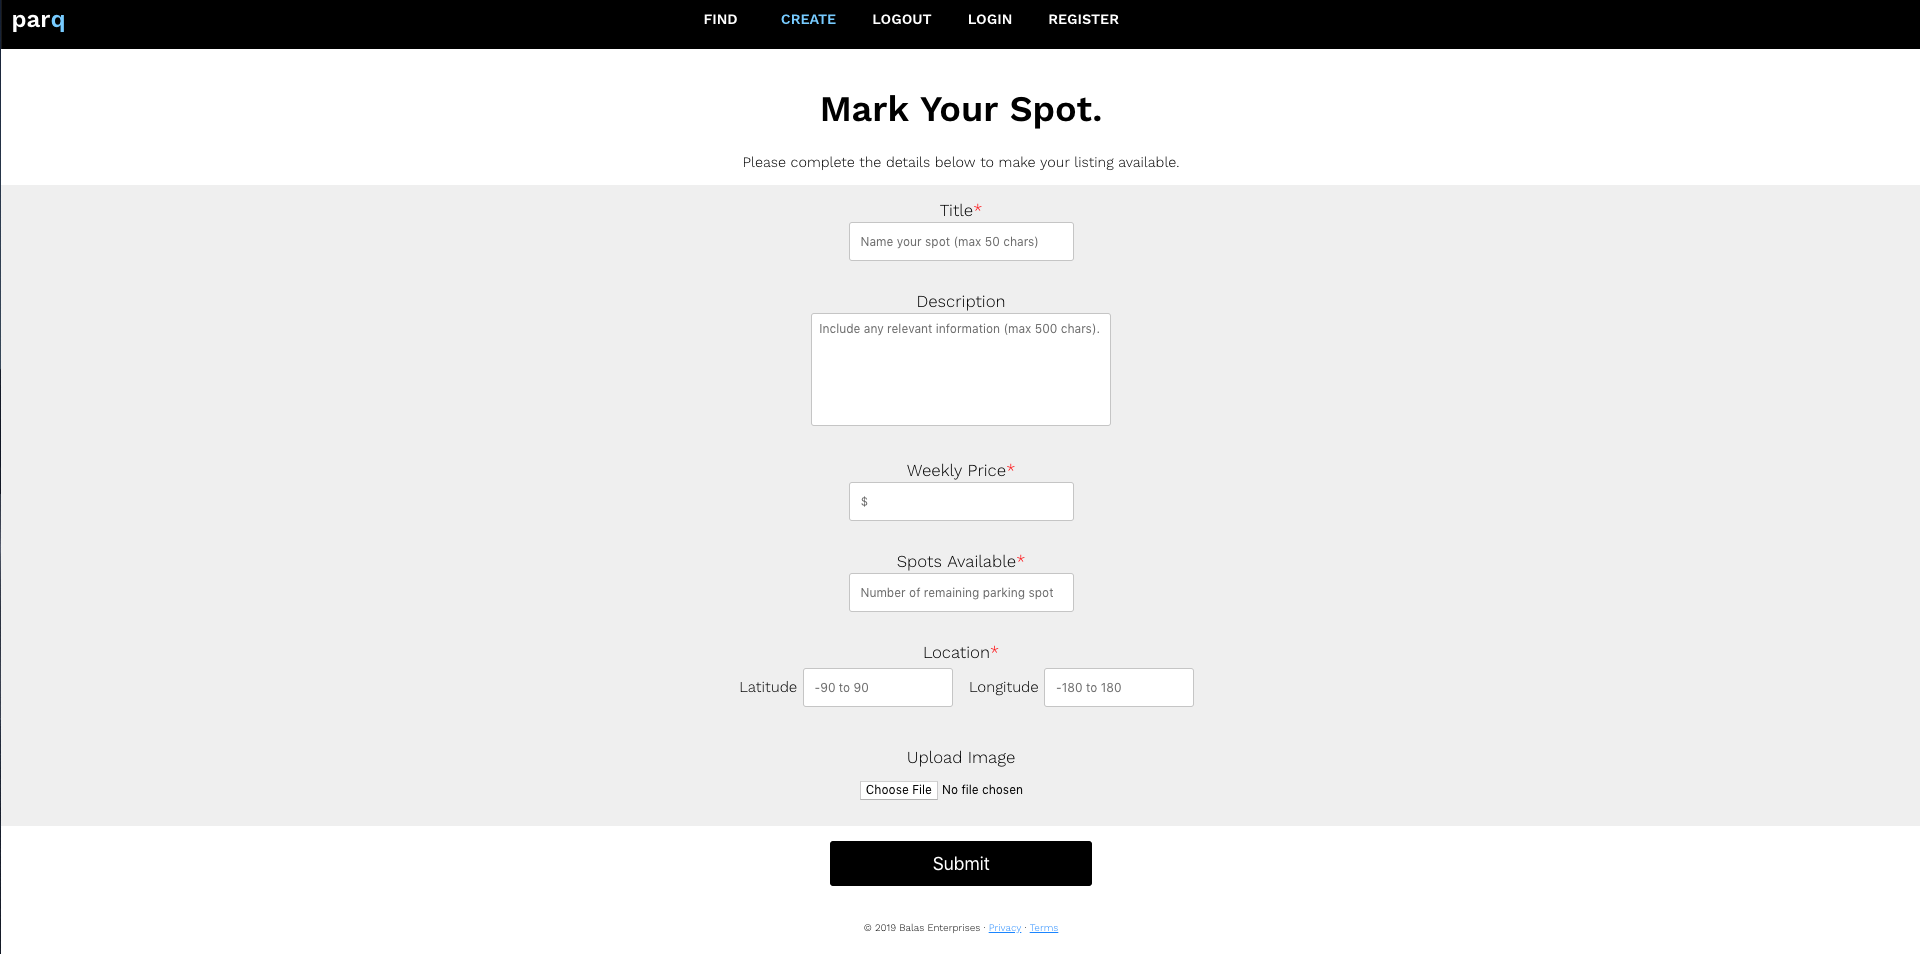 parq FIND CREATE LOGOUT LOGIN REGISTER
Mark Your Spot.
Please complete the details below to make your listing available.
Title*
Name your spot (max 50 chars)
Description
Include any relevant information (max 500 chars).
Weekly Price*
$
Spots Available*
Number of remaining parking spot
Location*
Latitude -90 to 90 Longitude -180 to 180
Upload Image
Choose File No file chosen
Submit
© 2019 Balas Enterprises · Privacy · Terms